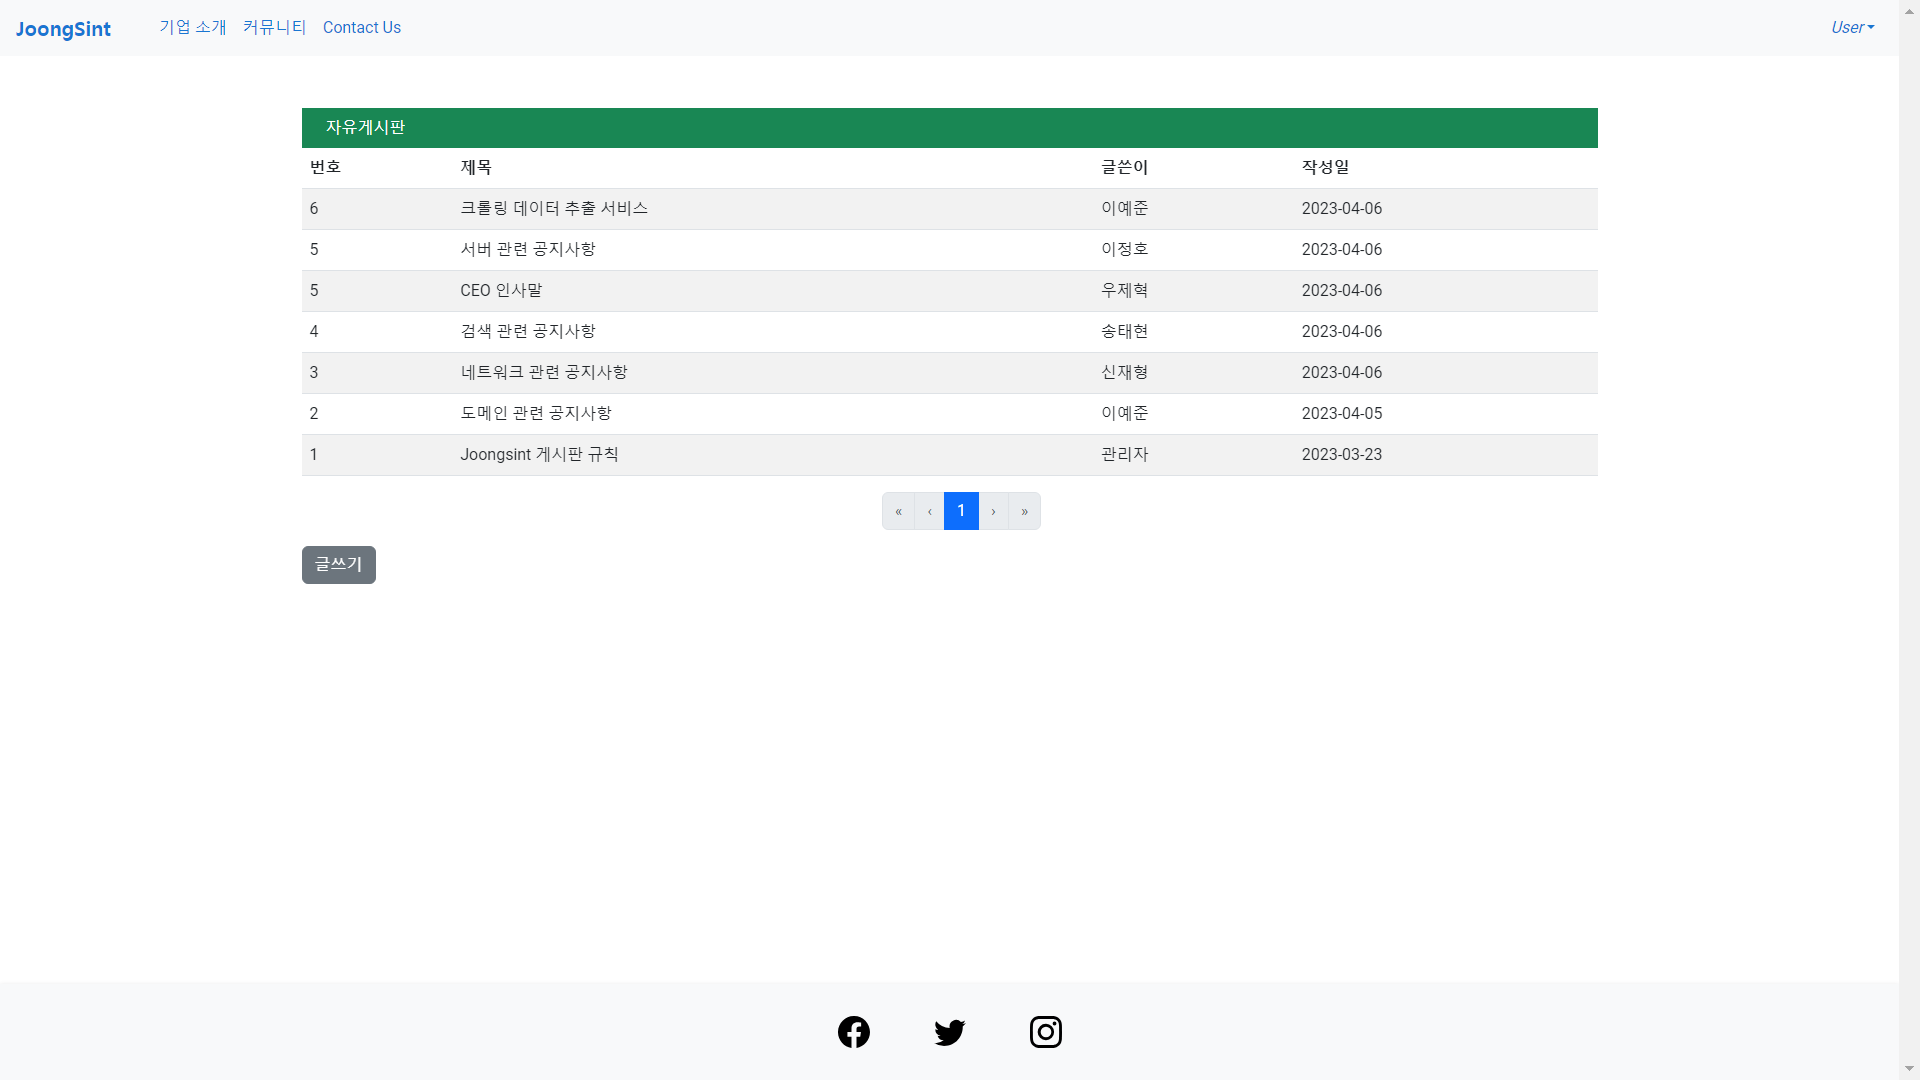 JoongSint 기업 소개 커뮤니티 Contact Us User
자유게시판
번호 제목 글쓴이 작성일
6 크롤링 데이터 추출 서비스 이예준 2023-04-06
5 서버 관련 공지사항 이정호 2023-04-06
5 CEO 인사말 우제혁 2023-04-06
4 검색 관련 공지사항 송태현 2023-04-06
3 네트워크 관련 공지사항 신재형 2023-04-06
2 도메인 관련 공지사항 이예준 2023-04-05
1 Joongsint 게시판 규칙 관리자 2023-03-23
« ‹ 1 › »
글쓰기